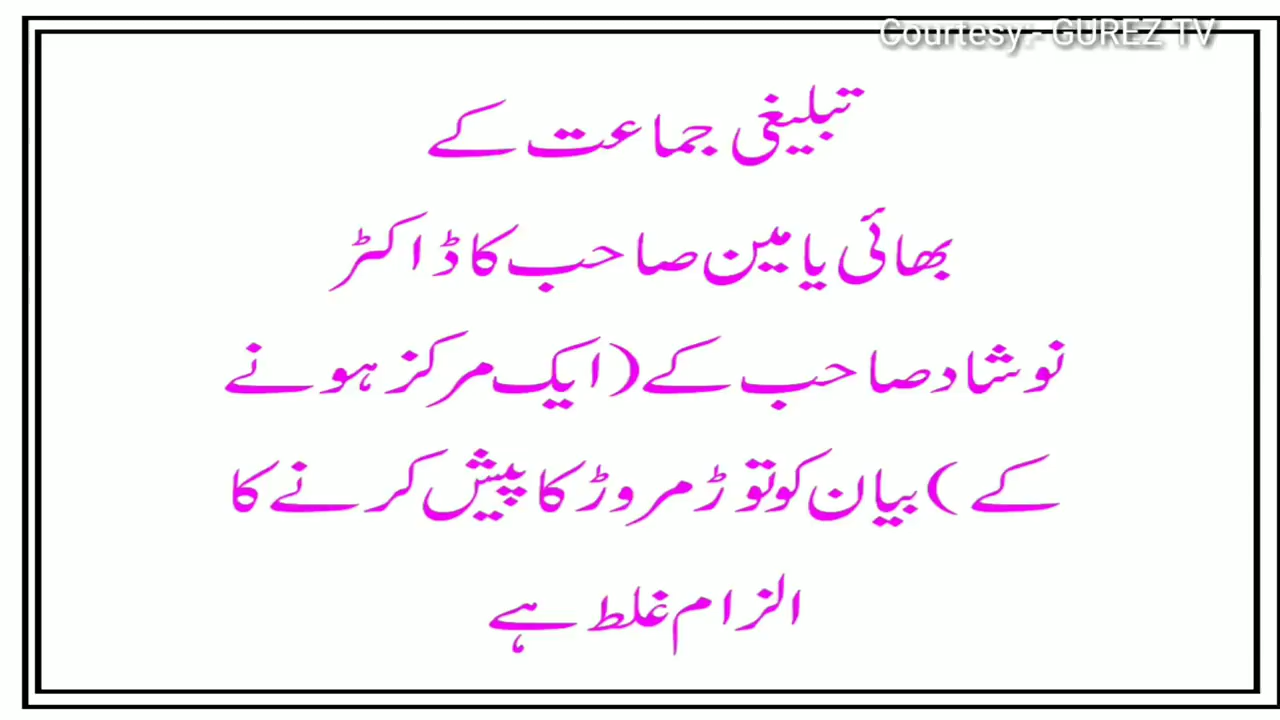 Courtesy:- GUREZ TV
تبلیغی جماعت کے
بھائی یامین صاحب کا ڈاکٹر
نوشاد صاحب کے (ایک مرکز ہونے
کے) بیان کو توڑ مروڑ کا پیش کرنے کا
الزام غلط ہے